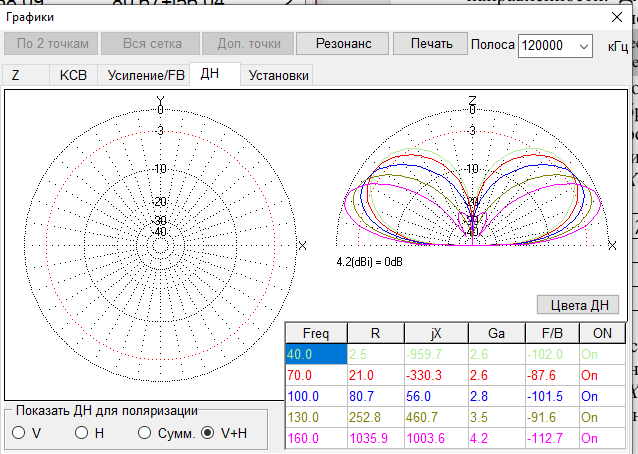 Графики
По 2 точкам Вся сетка Доп. точки Резонанс Печать Полоса 120000 кГц
Z КСВ Усиление/FB ДН Установки
Y
0
-3
-10
-20
-30
-40
X
Z
0
-3
-10
-20
-30
-40
X
4.2(dBi) = 0dB
Цвета ДН
Freq R jX Ga F/B ON
40.0 2.5 -959.7 2.6 -102.0 On
70.0 21.0 -330.3 2.6 -87.6 On
100.0 80.7 56.0 2.8 -101.5 On
130.0 252.8 460.7 3.5 -91.6 On
160.0 1035.9 1003.6 4.2 -112.7 On
Показать ДН для поляризации
V H Сумм. V+H